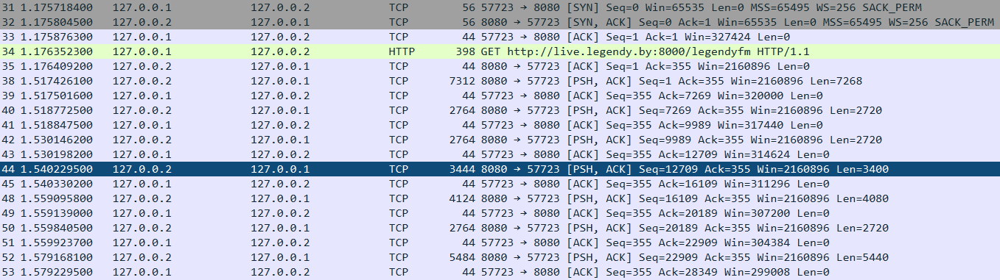 31 1.175718400 127.0.0.1 127.0.0.2 TCP 56 57723 → 8080 [SYN] Seq=0 Win=65535 Len=0 MSS=65495 WS=256 SACK_PERM
32 1.175804500 127.0.0.2 127.0.0.1 TCP 56 8080 → 57723 [SYN, ACK] Seq=0 Ack=1 Win=65535 Len=0 MSS=65495 WS=256 SACK_PERM
33 1.175876300 127.0.0.1 127.0.0.2 TCP 44 57723 → 8080 [ACK] Seq=1 Ack=1 Win=327424 Len=0
34 1.176352300 127.0.0.1 127.0.0.2 HTTP 398 GET http://live.legendy.by:8000/legendyfm HTTP/1.1
35 1.176409200 127.0.0.2 127.0.0.1 TCP 44 8080 → 57723 [ACK] Seq=1 Ack=355 Win=2160896 Len=0
38 1.517426100 127.0.0.2 127.0.0.1 TCP 7312 8080 → 57723 [PSH, ACK] Seq=1 Ack=355 Win=2160896 Len=7268
39 1.517501600 127.0.0.1 127.0.0.2 TCP 44 57723 → 8080 [ACK] Seq=355 Ack=7269 Win=320000 Len=0
40 1.518772500 127.0.0.2 127.0.0.1 TCP 2764 8080 → 57723 [PSH, ACK] Seq=7269 Ack=355 Win=2160896 Len=2720
41 1.518847500 127.0.0.1 127.0.0.2 TCP 44 57723 → 8080 [ACK] Seq=355 Ack=9989 Win=317440 Len=0
42 1.530146200 127.0.0.2 127.0.0.1 TCP 2764 8080 → 57723 [PSH, ACK] Seq=9989 Ack=355 Win=2160896 Len=2720
43 1.530198200 127.0.0.1 127.0.0.2 TCP 44 57723 → 8080 [ACK] Seq=355 Ack=12709 Win=314624 Len=0
44 1.540229500 127.0.0.2 127.0.0.1 TCP 3444 8080 → 57723 [PSH, ACK] Seq=12709 Ack=355 Win=2160896 Len=3400
45 1.540330200 127.0.0.1 127.0.0.2 TCP 44 57723 → 8080 [ACK] Seq=355 Ack=16109 Win=311296 Len=0
48 1.559095800 127.0.0.2 127.0.0.1 TCP 4124 8080 → 57723 [PSH, ACK] Seq=16109 Ack=355 Win=2160896 Len=4080
49 1.559139000 127.0.0.1 127.0.0.2 TCP 44 57723 → 8080 [ACK] Seq=355 Ack=20189 Win=307200 Len=0
50 1.559840500 127.0.0.2 127.0.0.1 TCP 2764 8080 → 57723 [PSH, ACK] Seq=20189 Ack=355 Win=2160896 Len=2720
51 1.559923700 127.0.0.1 127.0.0.2 TCP 44 57723 → 8080 [ACK] Seq=355 Ack=22909 Win=304384 Len=0
52 1.579168100 127.0.0.2 127.0.0.1 TCP 5484 8080 → 57723 [PSH, ACK] Seq=22909 Ack=355 Win=2160896 Len=5440
53 1.579229500 127.0.0.1 127.0.0.2 TCP 44 57723 → 8080 [ACK] Seq=355 Ack=28349 Win=299008 Len=0